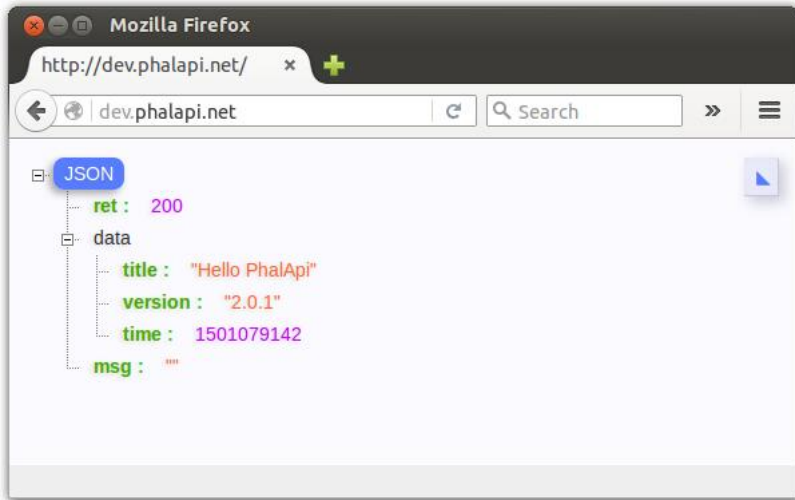 Mozilla Firefox
http://dev.phalapi.net/
dev.phalapi.net Search
JSON
ret : 200
data
title : "Hello PhalApi"
version : "2.0.1"
time : 1501079142
msg : ""